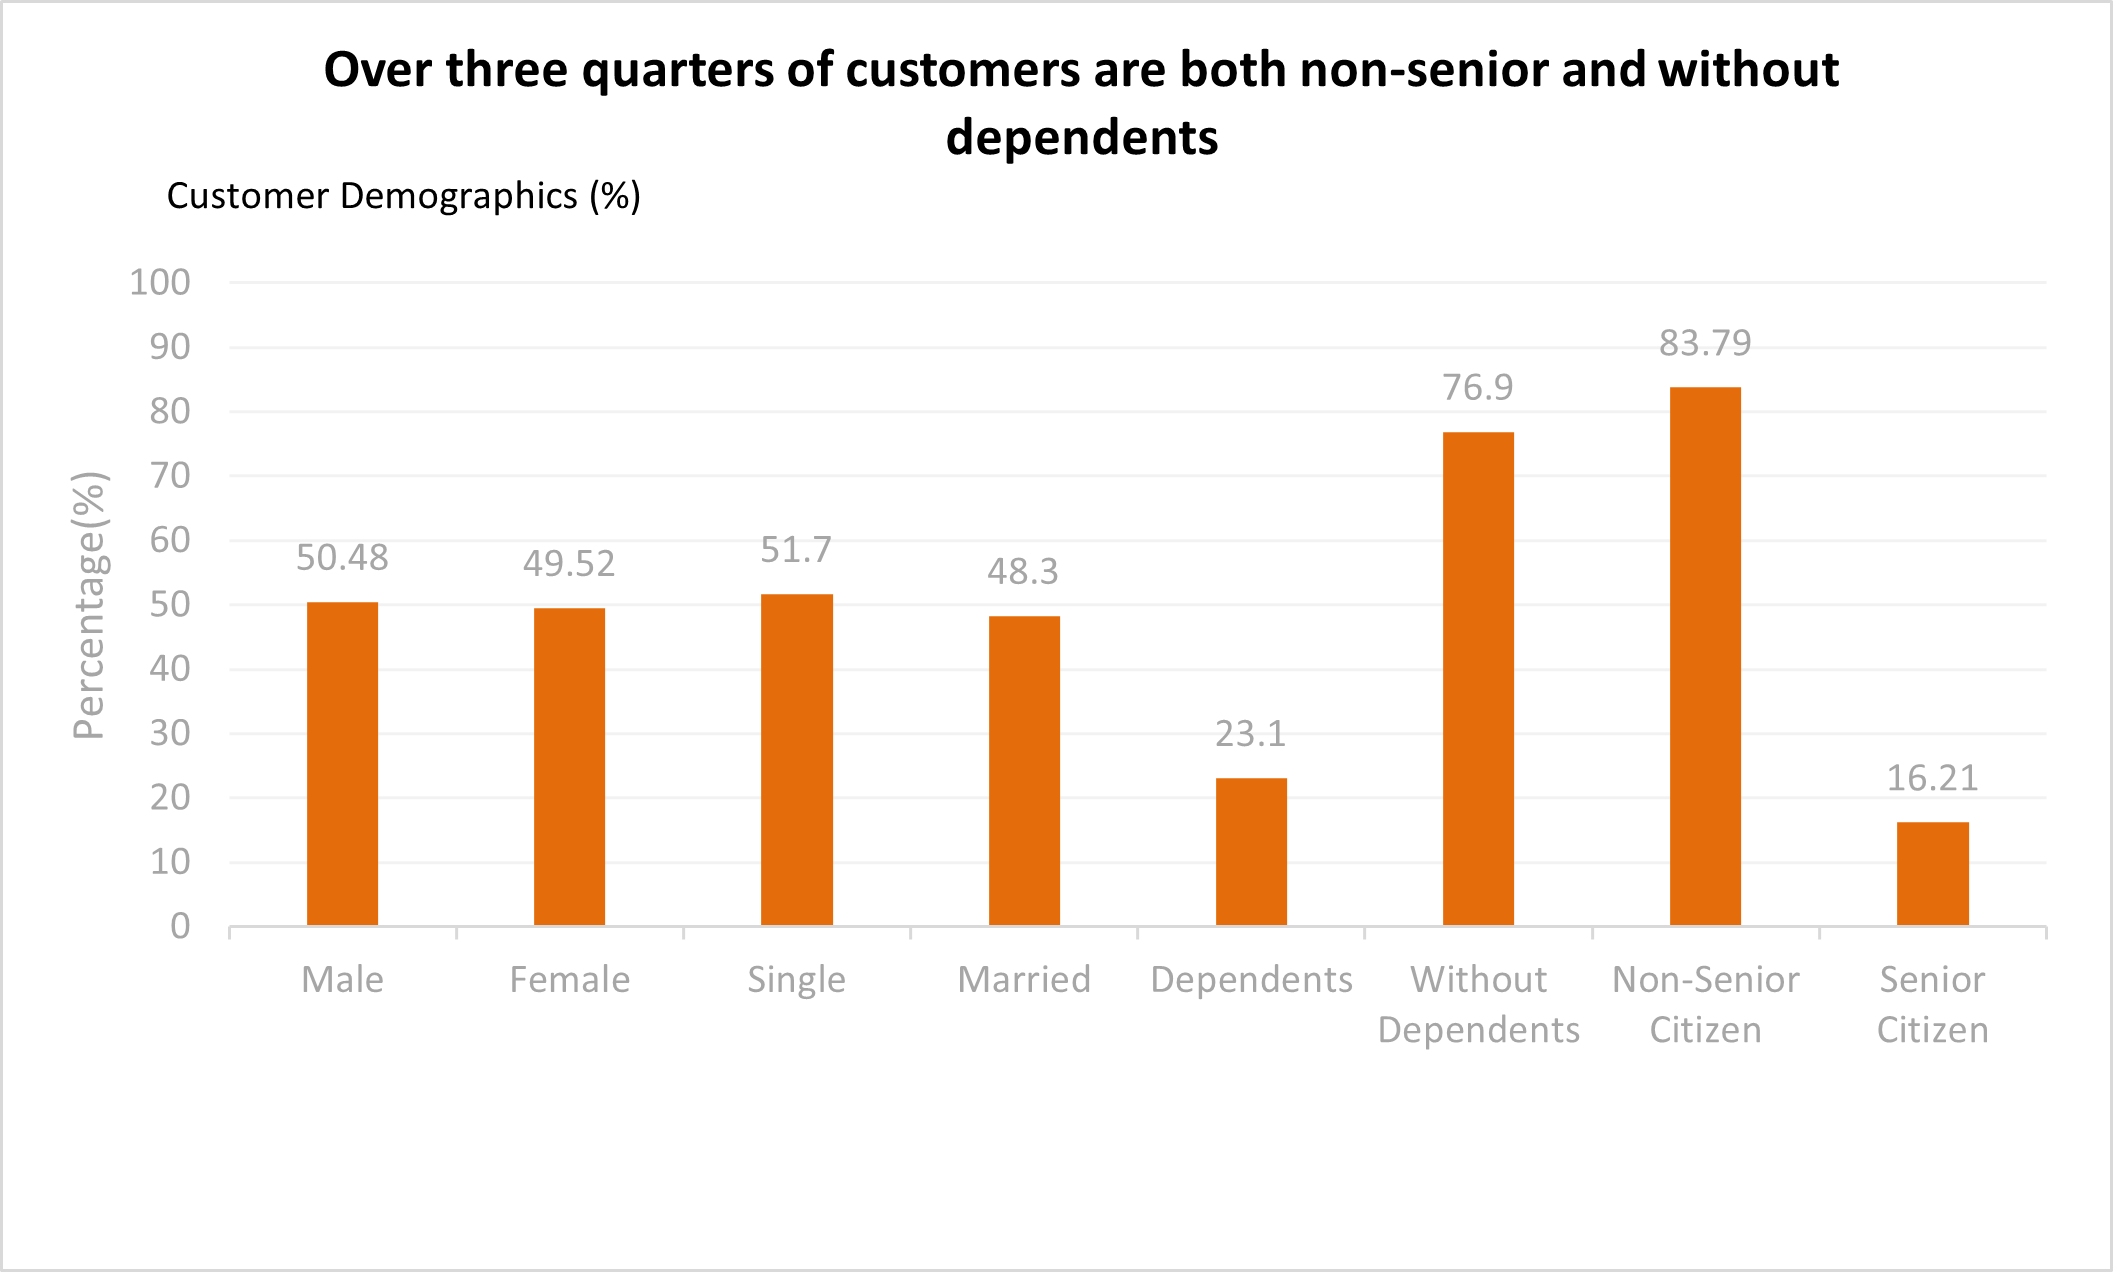 Over three quarters of customers are both non-senior and without
dependents
Customer Demographics (%)
Percentage(%)
100
90
80
70
60
50
40
30
20
10
0
50.48
49.52
51.7
48.3
23.1
76.9
83.79
16.21
Male
Female
Single
Married
Dependents
Without
Dependents
Non-Senior
Citizen
Senior
Citizen